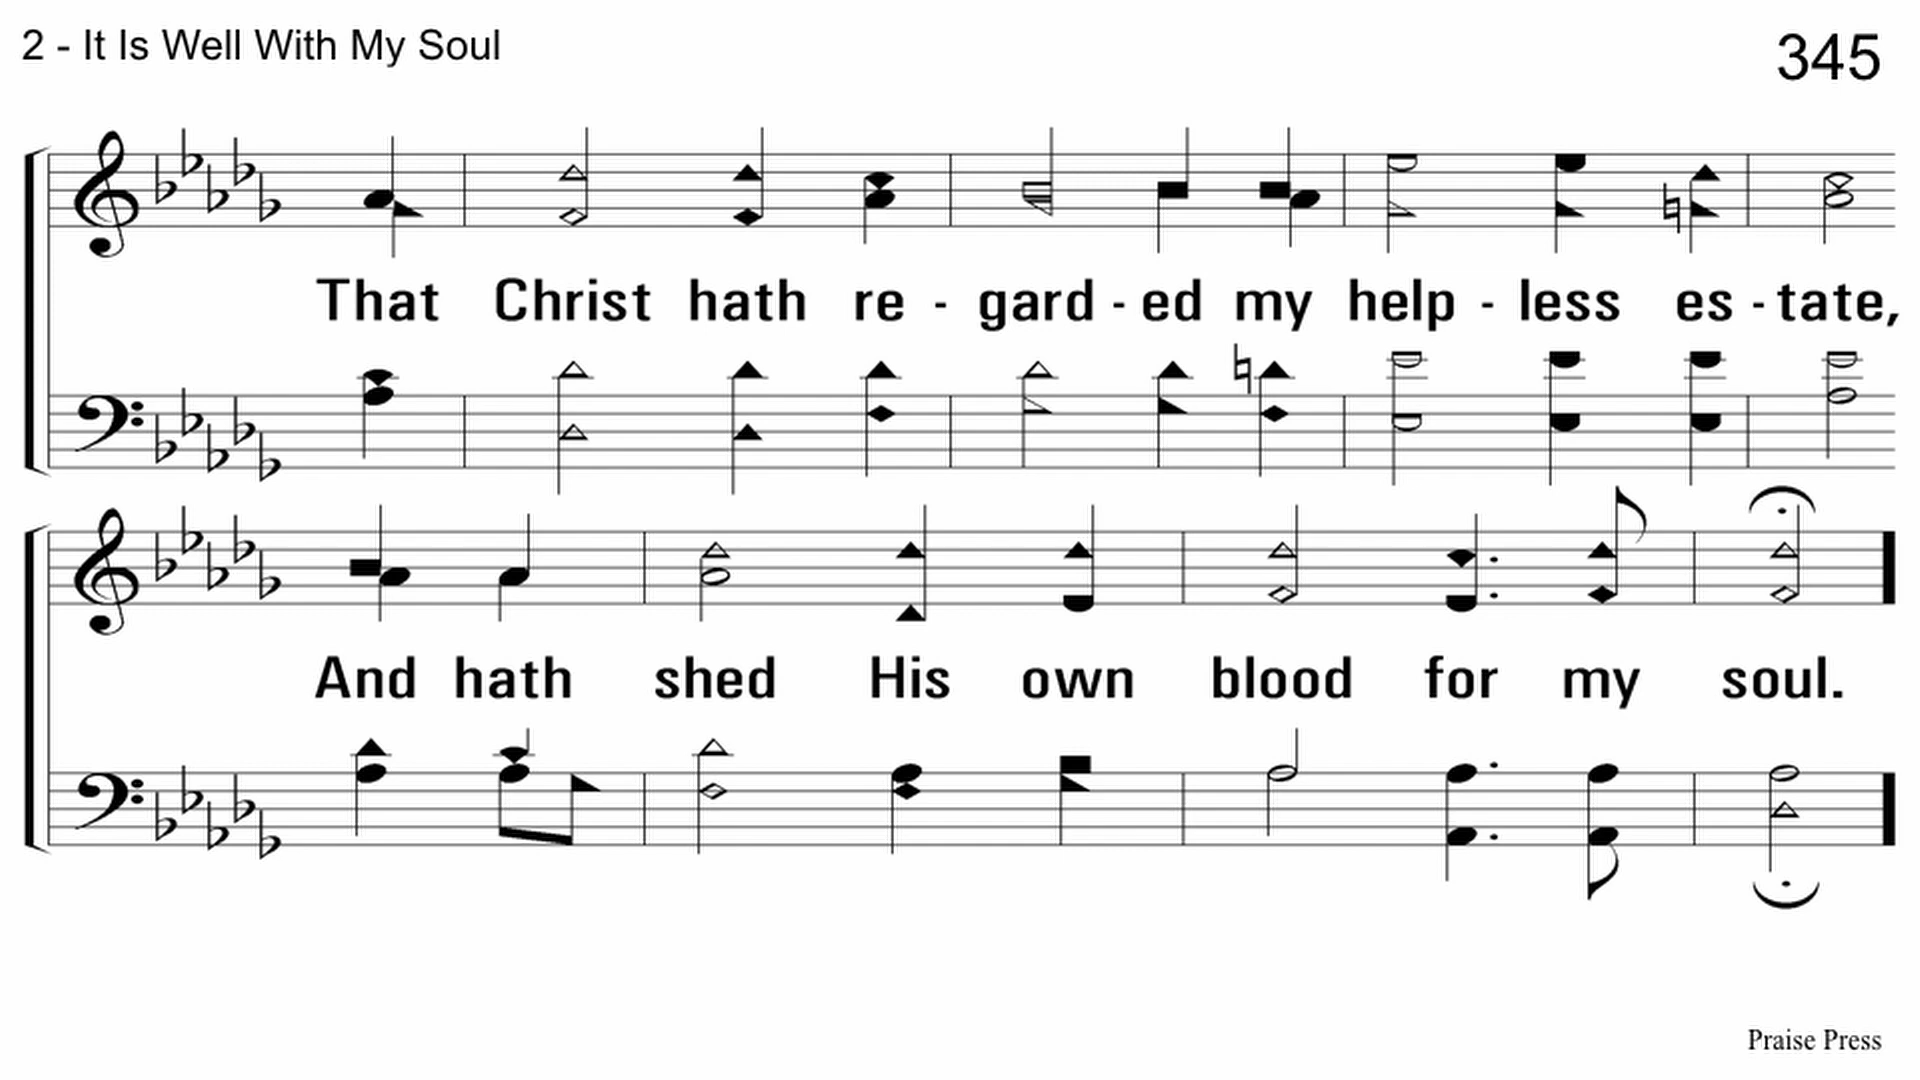 2 - It Is Well With My Soul
345
That Christ hath re - gard - ed my help - less es - tate,
And hath shed His own blood for my soul.
Praise Press